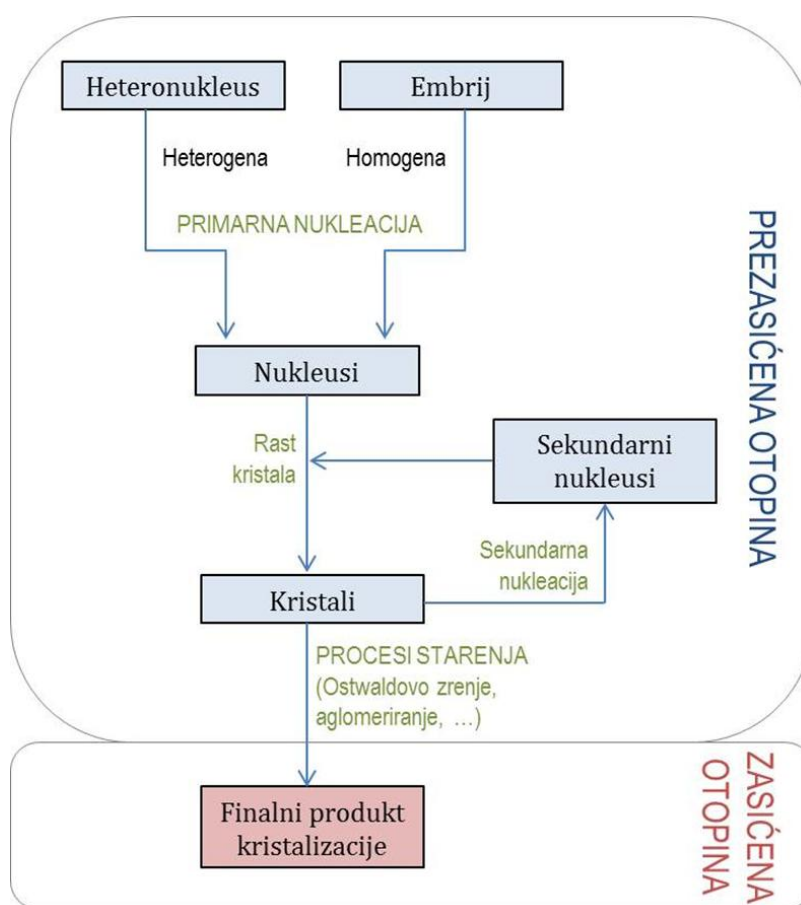 Heteronukleus
Embrij
Heterogena
Homogena
PRIMARNA NUKLEACIJA
Nukleusi
Rast
kristala
Sekundarni
nukleusi
Sekundarna
nukleacija
Kristali
PROCESI STARENJA
(Ostwaldovo zrenje,
aglomeriranje, …)
PREZASIĆENA OTOPINA
Finalni produkt
kristalizacije
ZASIĆENA
OTOPINA